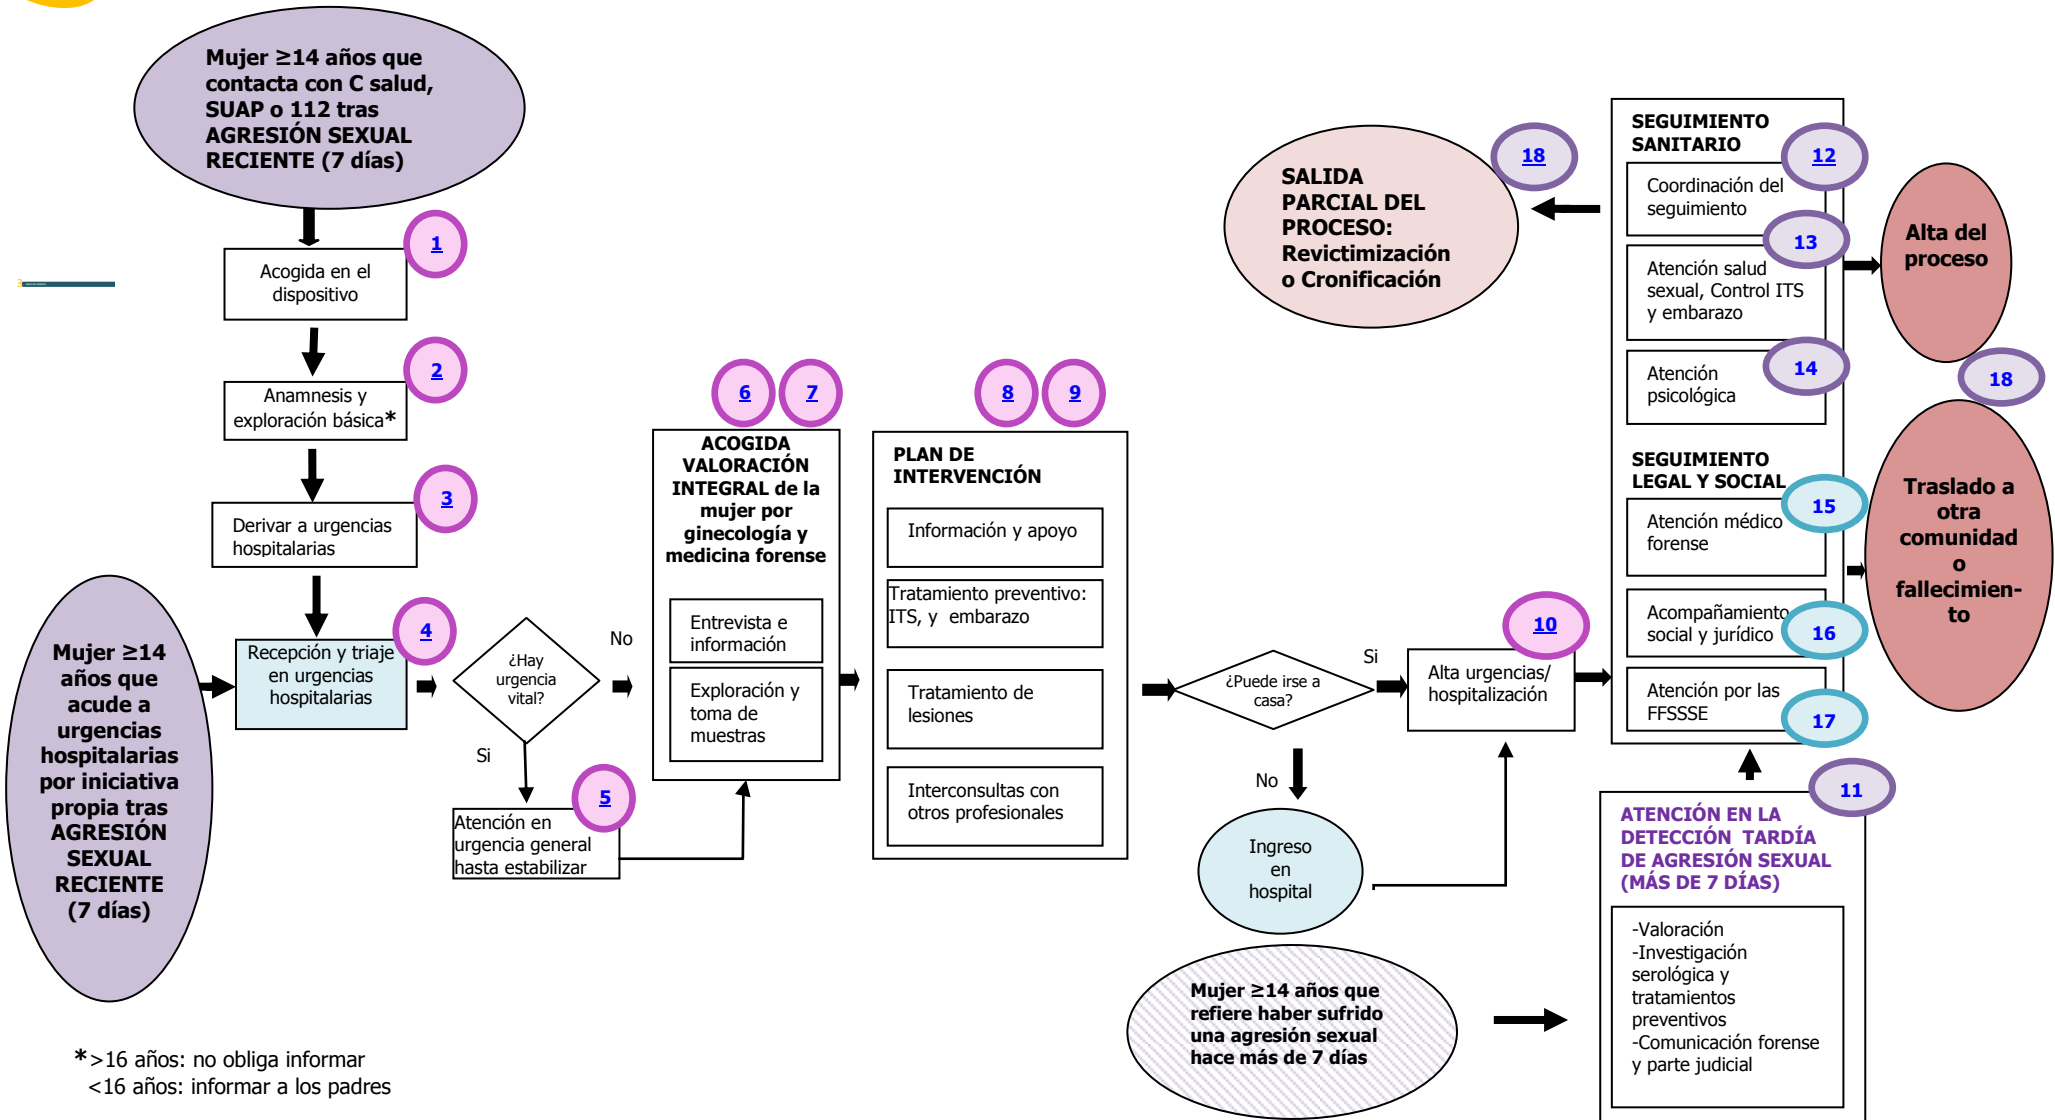 Mujer ≥14 años que
contacta con C salud,
SUAP o 112 tras
AGRESIÓN SEXUAL
RECIENTE (7 días)
1
Acogida en el
dispositivo
2
Anamnesis y
exploración básica*
3
Derivar a urgencias
hospitalarias
Mujer ≥14
años que
acude a
urgencias
hospitalarias
por iniciativa
propia tras
AGRESIÓN
SEXUAL
RECIENTE
(7 días)
4
Recepción y triaje
en urgencias
hospitalarias
¿Hay
urgencia
vital?
No
Si
5
Atención en
urgencia general
hasta estabilizar
6
7
ACOGIDA
VALORACIÓN
INTEGRAL de la
mujer por
ginecología y
medicina forense
Entrevista e
información
Exploración y
toma de
muestras
8
9
PLAN DE
INTERVENCIÓN
Información y apoyo
Tratamiento preventivo:
ITS, y  embarazo
Tratamiento de
lesiones
Interconsultas con
otros profesionales
¿Puede irse a
casa?
Si
No
Ingreso
en
hospital
10
Alta urgencias/
hospitalización
SALIDA
PARCIAL DEL
PROCESO:
Revictimización
o Cronificación
18
SEGUIMIENTO
SANITARIO
12
Coordinación del
seguimiento
13
Atención salud
sexual, Control ITS
y embarazo
14
Atención
psicológica
SEGUIMIENTO
LEGAL Y SOCIAL
15
Atención médico
forense
Acompañamiento
social y jurídico
16
Atención por las
FFSSSE
17
Alta del
proceso
18
Traslado a
otra
comunidad
o
fallecimien-
to
11
ATENCIÓN EN LA
DETECCIÓN  TARDÍA
DE AGRESIÓN SEXUAL
(MÁS DE 7 DÍAS)
-Valoración
-Investigación
serológica y
tratamientos
preventivos
-Comunicación forense
y parte judicial
Mujer ≥14 años que
refiere haber sufrido
una agresión sexual
hace más de 7 días
*>16 años: no obliga informar
<16 años: informar a los padres